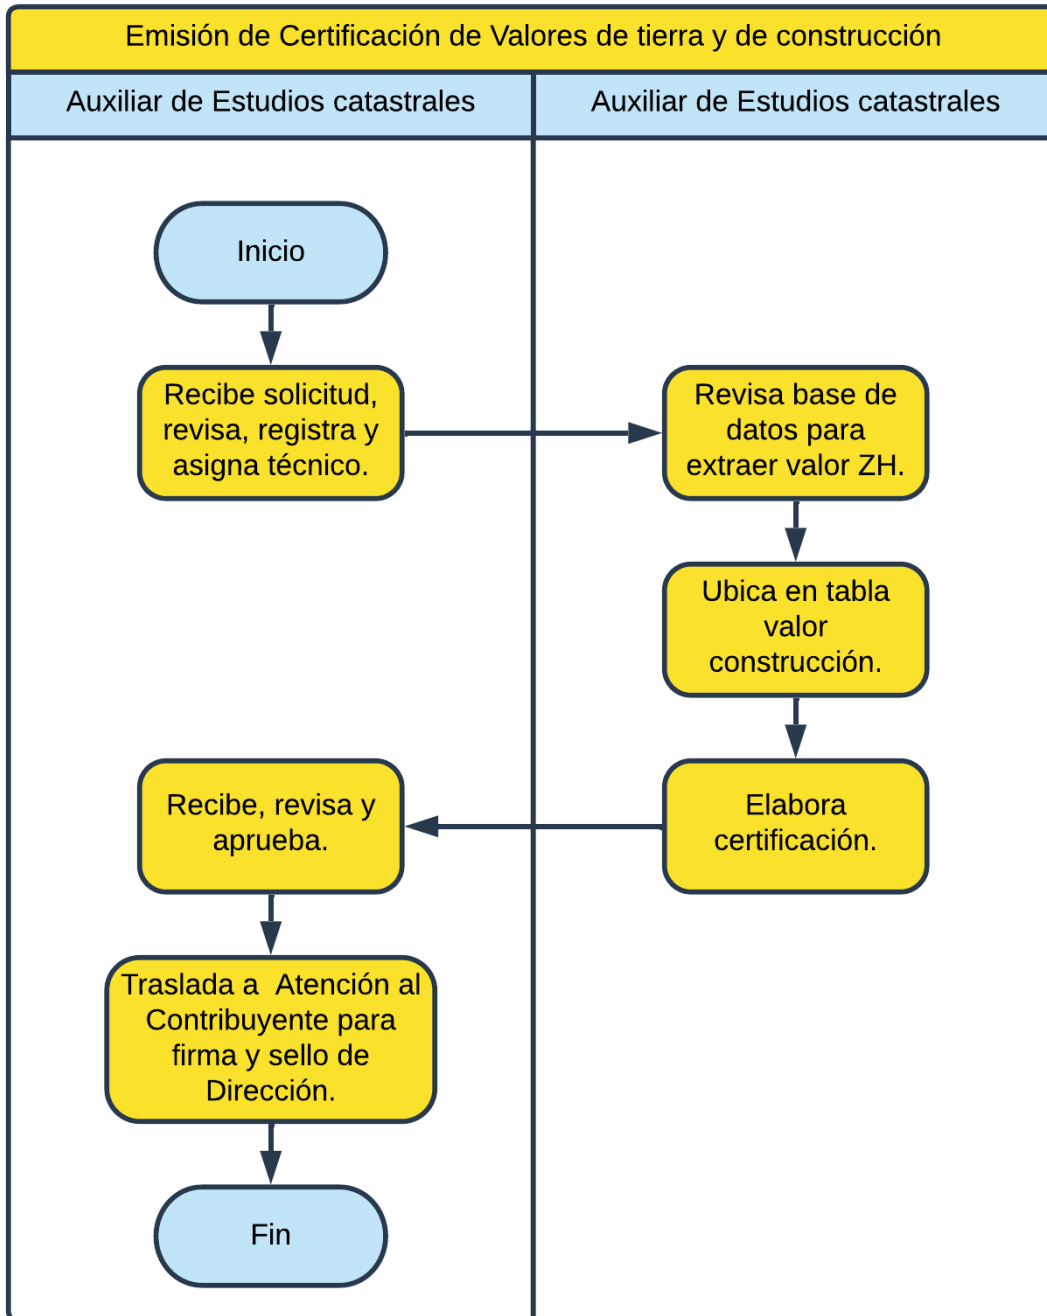 Emisión de Certificación de Valores de tierra y de construcción
Auxiliar de Estudios catastrales
Auxiliar de Estudios catastrales
Inicio
Recibe solicitud,
revisa, registra y
asigna técnico.
Revisa base de
datos para
extraer valor ZH.
Ubica en tabla
valor
construcción.
Elabora
certificación.
Recibe, revisa y
aprueba.
Traslada a  Atención al
Contribuyente para
firma y sello de
Dirección.
Fin